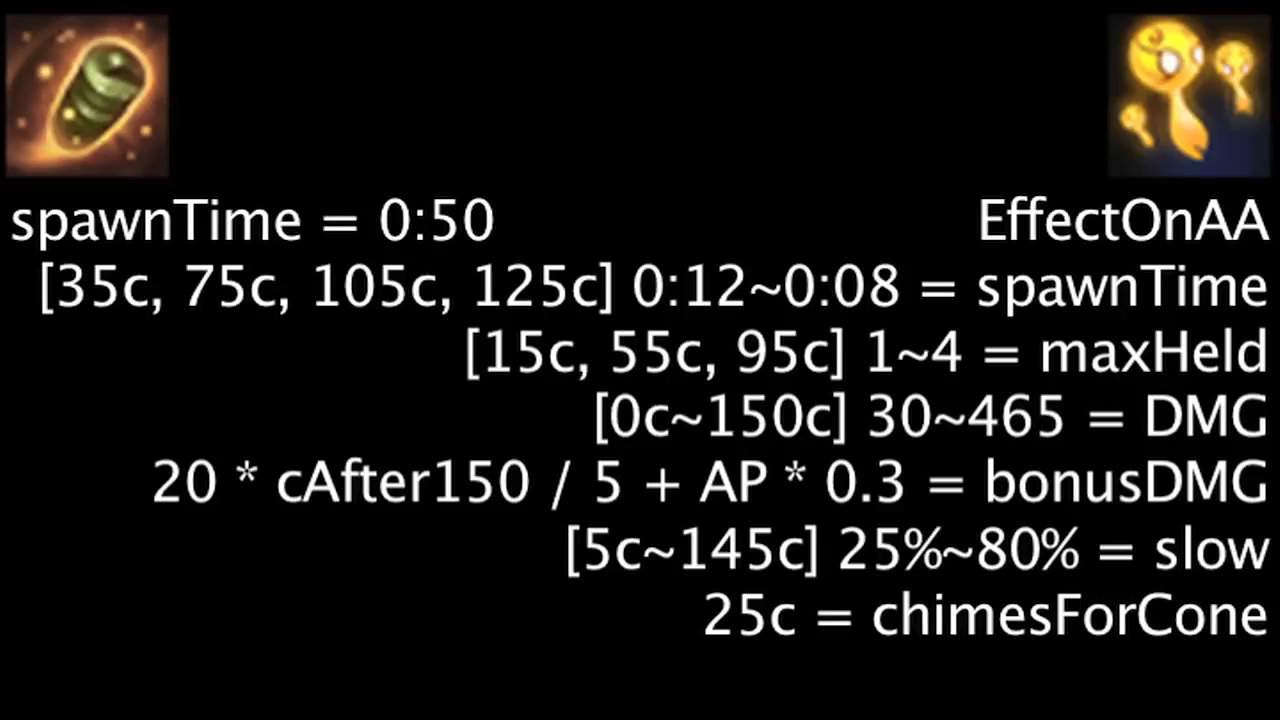 spawnTime = 0:50
EffectOnAA
[35c, 75c, 105c, 125c] 0:12~0:08 = spawnTime
[15c, 55c, 95c] 1~4 = maxHeld
[0c~150c] 30~465 = DMG
20 * cAfter150 / 5 + AP * 0.3 = bonusDMG
[5c~145c] 25%~80% = slow
25c = chimesForCone